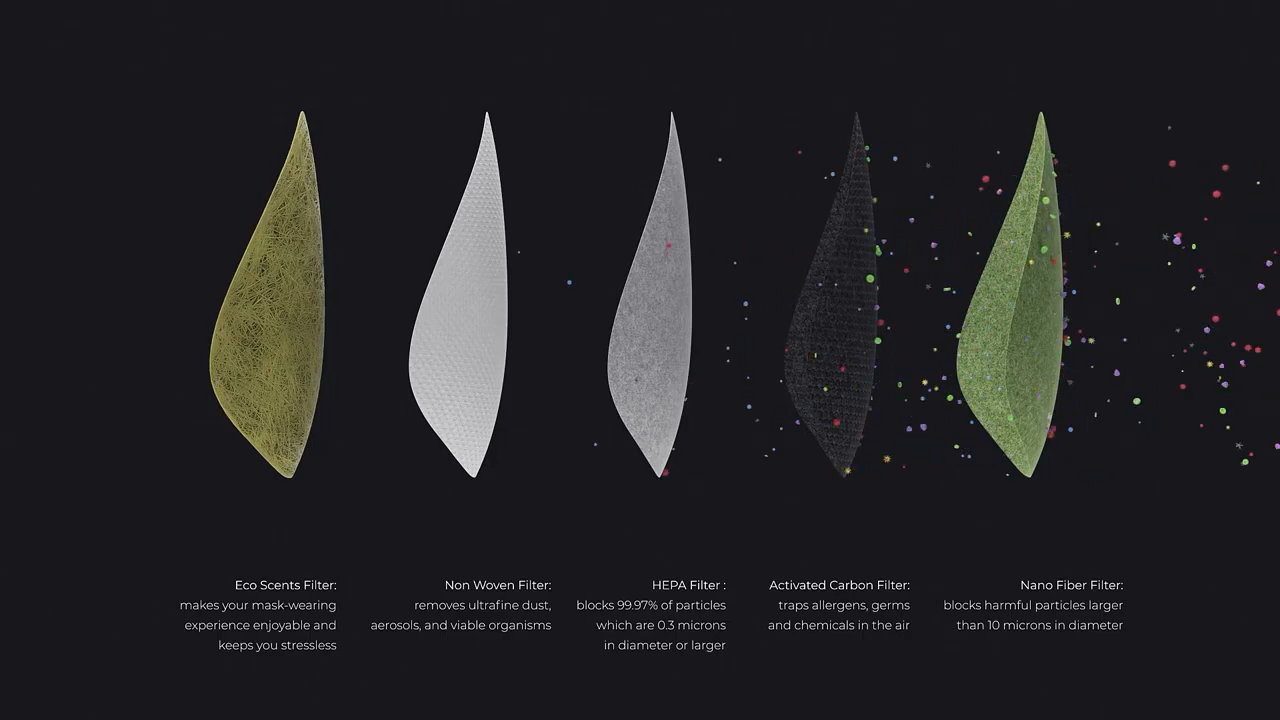 Eco Scents Filter:
makes your mask-wearing
experience enjoyable and
keeps you stressless
Non Woven Filter:
removes ultrafine dust,
aerosols, and viable organisms
HEPA Filter :
blocks 99.97% of particles
which are 0.3 microns
in diameter or larger
Activated Carbon Filter:
traps allergens, germs
and chemicals in the air
Nano Fiber Filter:
blocks harmful particles larger
than 10 microns in diameter